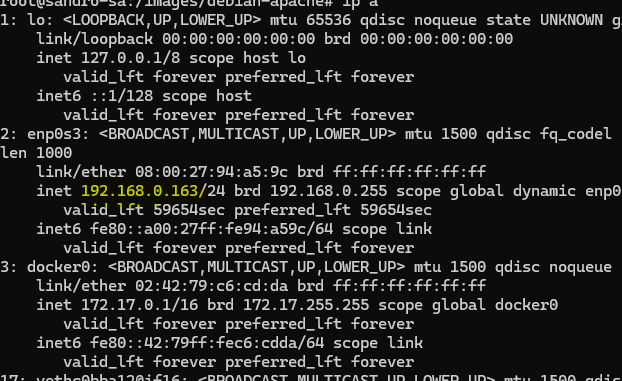 root@sandro-sa:/images/debian-apache# ip a
1: lo: <LOOPBACK,UP,LOWER_UP> mtu 65536 qdisc noqueue state UNKNOWN g
    link/loopback 00:00:00:00:00:00 brd 00:00:00:00:00:00
    inet 127.0.0.1/8 scope host lo
       valid_lft forever preferred_lft forever
    inet6 ::1/128 scope host
       valid_lft forever preferred_lft forever
2: enp0s3: <BROADCAST,MULTICAST,UP,LOWER_UP> mtu 1500 qdisc fq_codel
len 1000
    link/ether 08:00:27:94:a5:9c brd ff:ff:ff:ff:ff:ff
    inet 192.168.0.163/24 brd 192.168.0.255 scope global dynamic enp0
       valid_lft 59654sec preferred_lft 59654sec
    inet6 fe80::a00:27ff:fe94:a59c/64 scope link
       valid_lft forever preferred_lft forever
3: docker0: <BROADCAST,MULTICAST,UP,LOWER_UP> mtu 1500 qdisc noqueue
    link/ether 02:42:79:c6:cd:da brd ff:ff:ff:ff:ff:ff
    inet 172.17.0.1/16 brd 172.17.255.255 scope global docker0
       valid_lft forever preferred_lft forever
    inet6 fe80::42:79ff:fec6:cdda/64 scope link
       valid_lft forever preferred_lft forever
17: <BROADCAST,MULTICAST,UP,LOWER_UP> mtu 1500